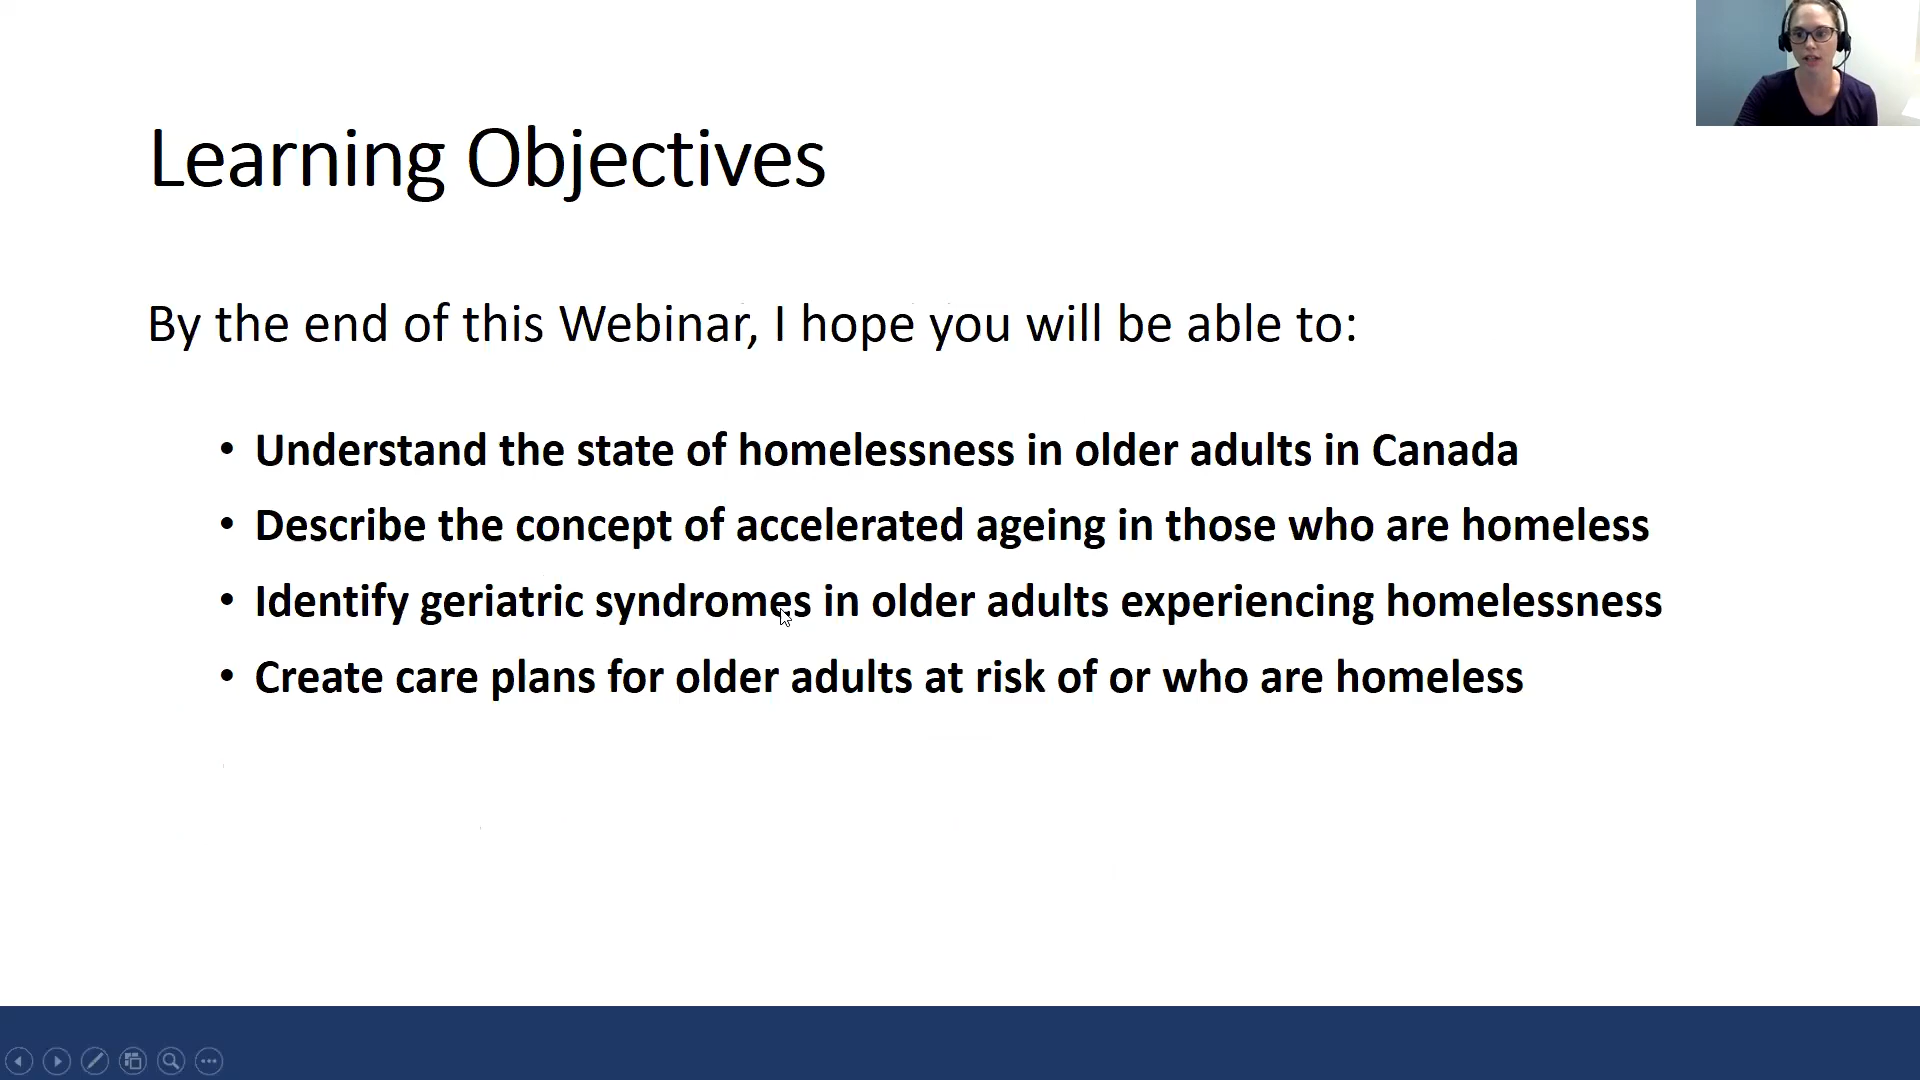 Learning Objectives
By the end of this Webinar, I hope you will be able to:
• Understand the state of homelessness in older adults in Canada
• Describe the concept of accelerated ageing in those who are homeless
• Identify geriatric syndromes in older adults experiencing homelessness
• Create care plans for older adults at risk of or who are homeless